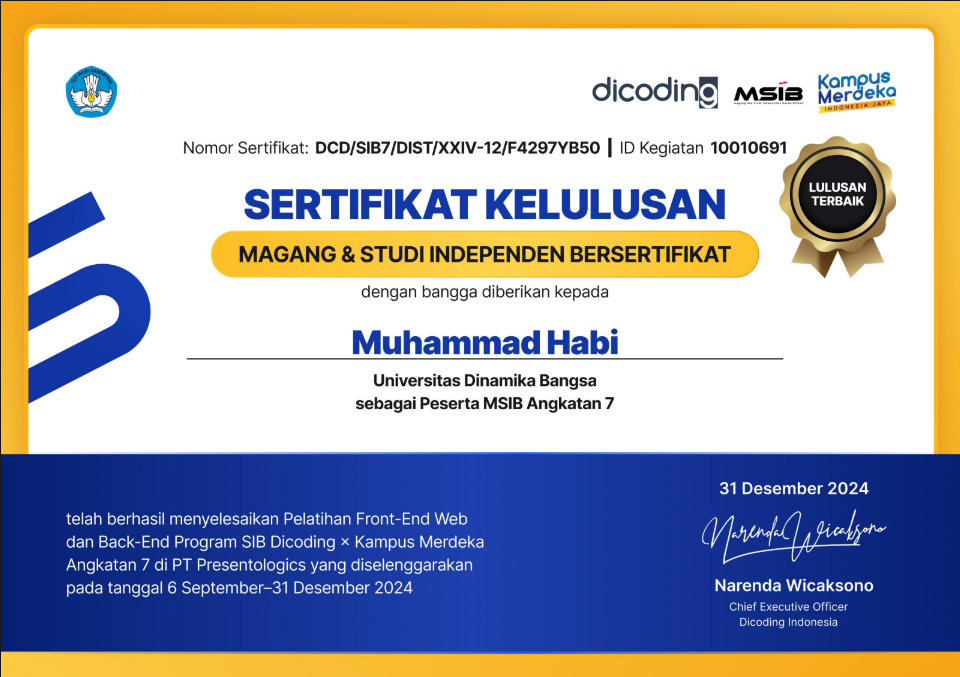 dicoding
MSIB
Kampus
Merdeka
INDONESIA JAYA
Nomor Sertifikat: DCD/SIB7/DIST/XXIV-12/F4297YB50 | ID Kegiatan 10010691
LULUSAN
TERBAIK
SERTIFIKAT KELULUSAN
MAGANG & STUDI INDEPENDEN BERSERTIFIKAT
dengan bangga diberikan kepada
Muhammad Habi
Universitas Dinamika Bangsa
sebagai Peserta MSIB Angkatan 7
telah berhasil menyelesaikan Pelatihan Front-End Web
dan Back-End Program SIB Dicoding × Kampus Merdeka
Angkatan 7 di PT Presentologics yang diselenggarakan
pada tanggal 6 September–31 Desember 2024
31 Desember 2024
Narenda Wicaksono
Narenda Wicaksono
Chief Executive Officer
Dicoding Indonesia